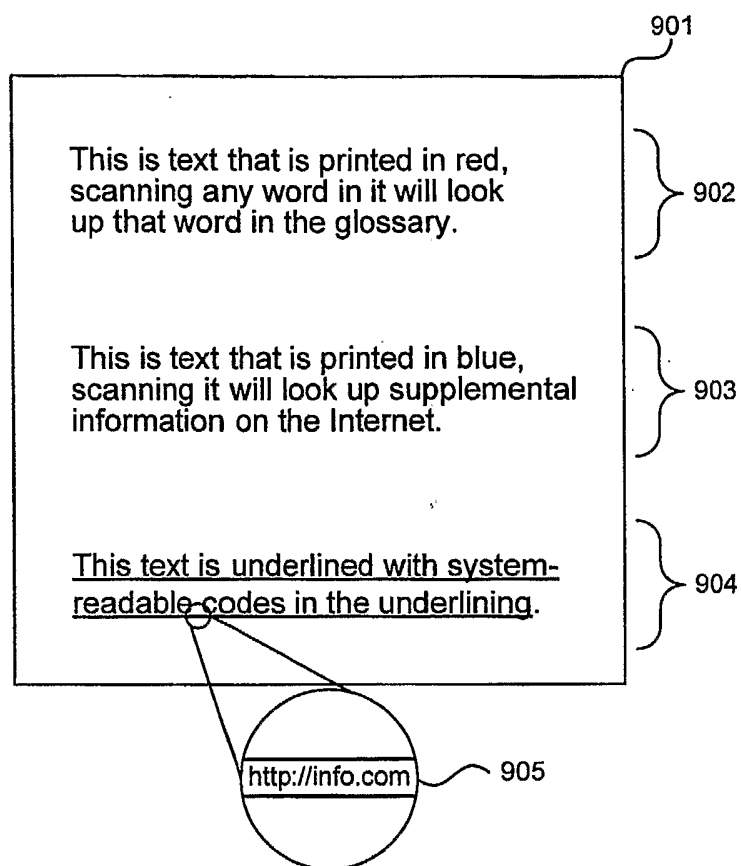 901
This is text that is printed in red,
scanning any word in it will look
up that word in the glossary.
902
This is text that is printed in blue,
scanning it will look up supplemental
information on the Internet.
903
This text is underlined with system-
readable codes in the underlining.
904
http://info.com
905